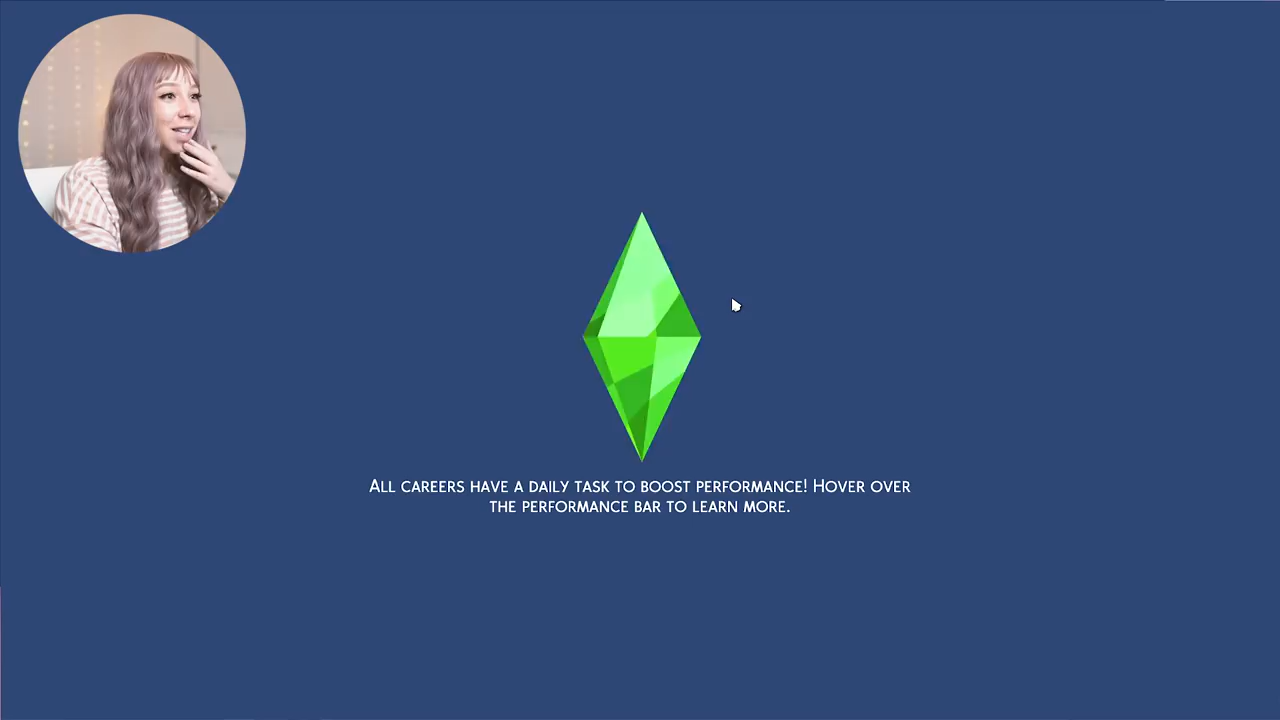 All careers have a daily task to boost performance! Hover over
the performance bar to learn more.